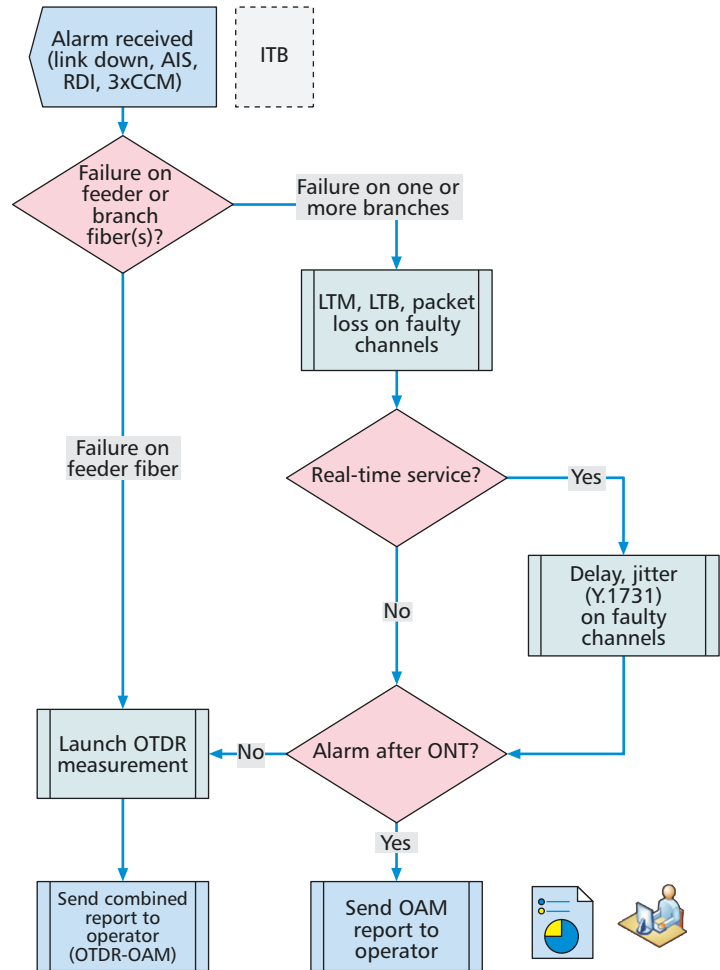 Alarm received
(link down, AIS,
RDI, 3xCCM)
ITB
Failure on
feeder or
branch
fiber(s)?
Failure on one or
more branches
LTM, LTB, packet
loss on faulty
channels
Failure on
feeder fiber
Real-time service?
Yes
Delay, jitter
(Y.1731)
on faulty
channels
No
Launch OTDR
measurement
No
Alarm after ONT?
Yes
Send combined
report to
operator
(OTDR-OAM)
Send OAM
report to
operator